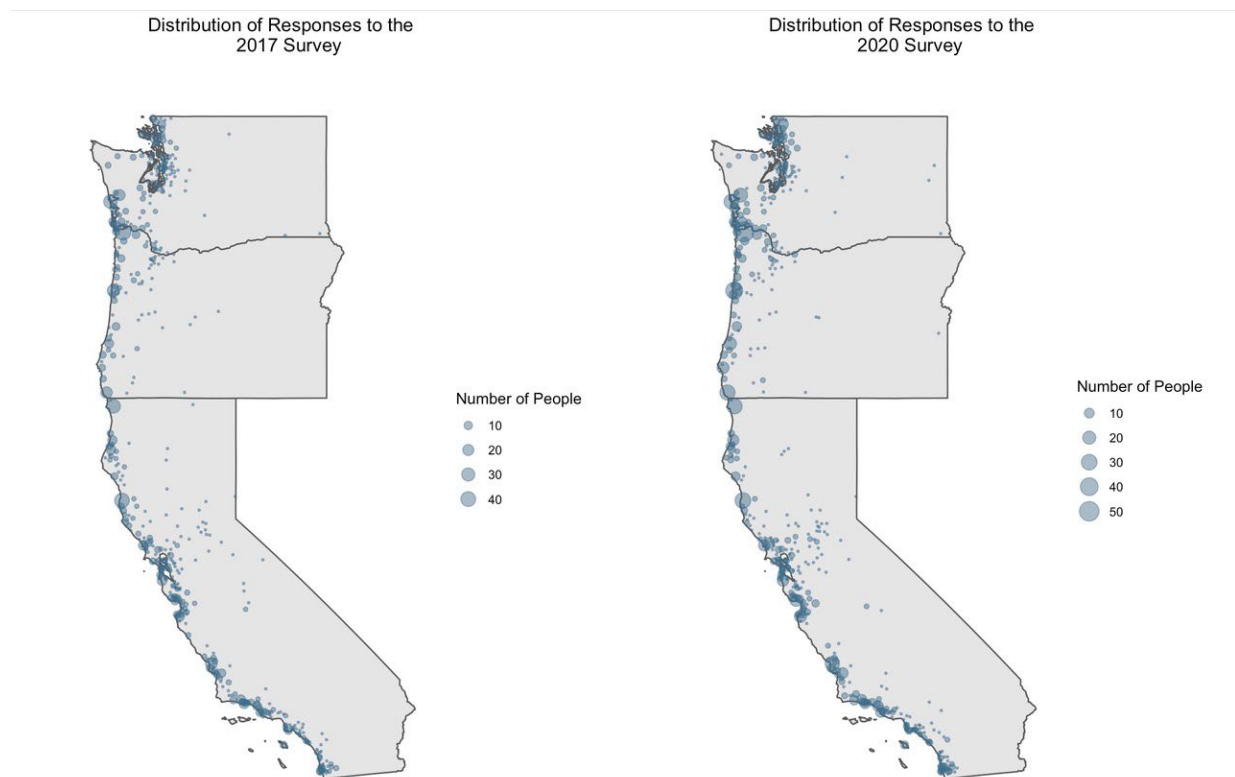 Distribution of Responses to the
2017 Survey
Number of People
10
20
30
40
Distribution of Responses to the
2020 Survey
Number of People
10
20
30
40
50